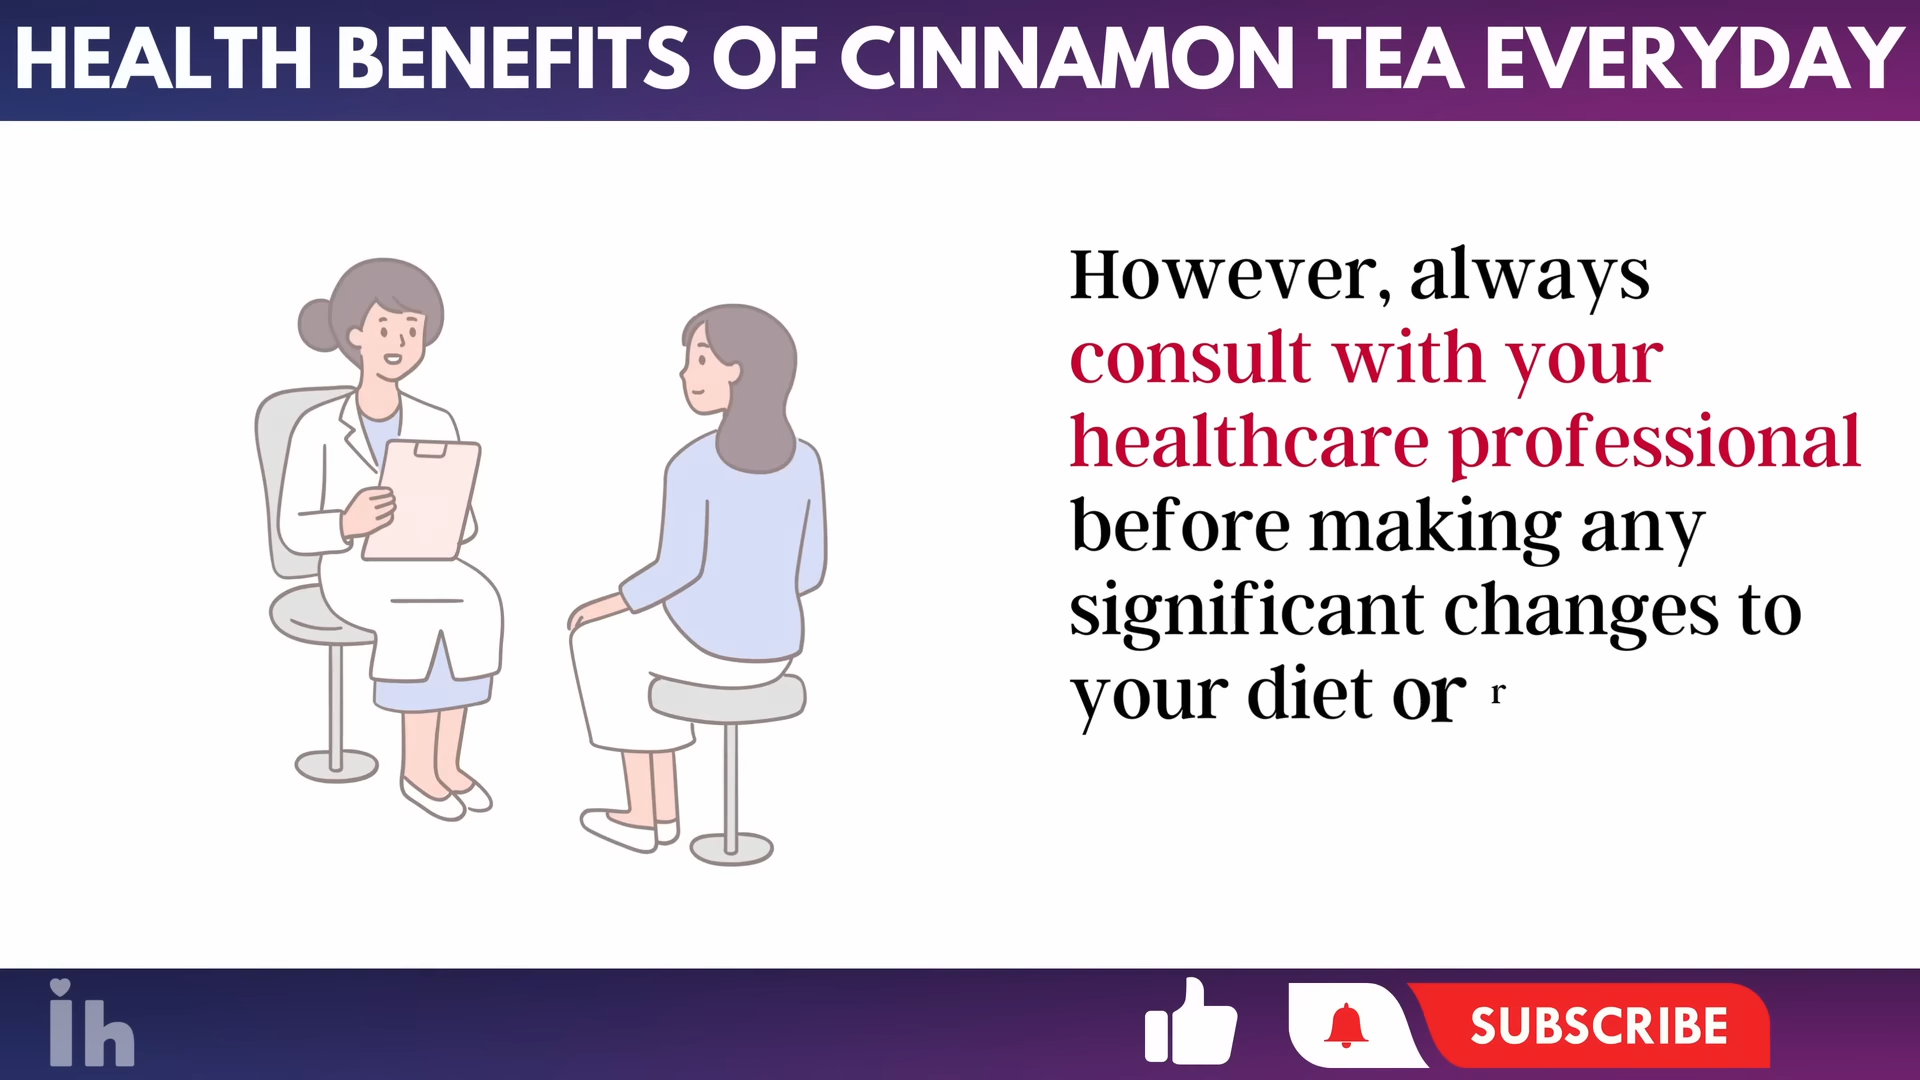 HEALTH BENEFITS OF CINNAMON TEA EVERYDAY
However, always
consult with your
healthcare professional
before making any
significant changes to
your diet or r
ih
SUBSCRIBE